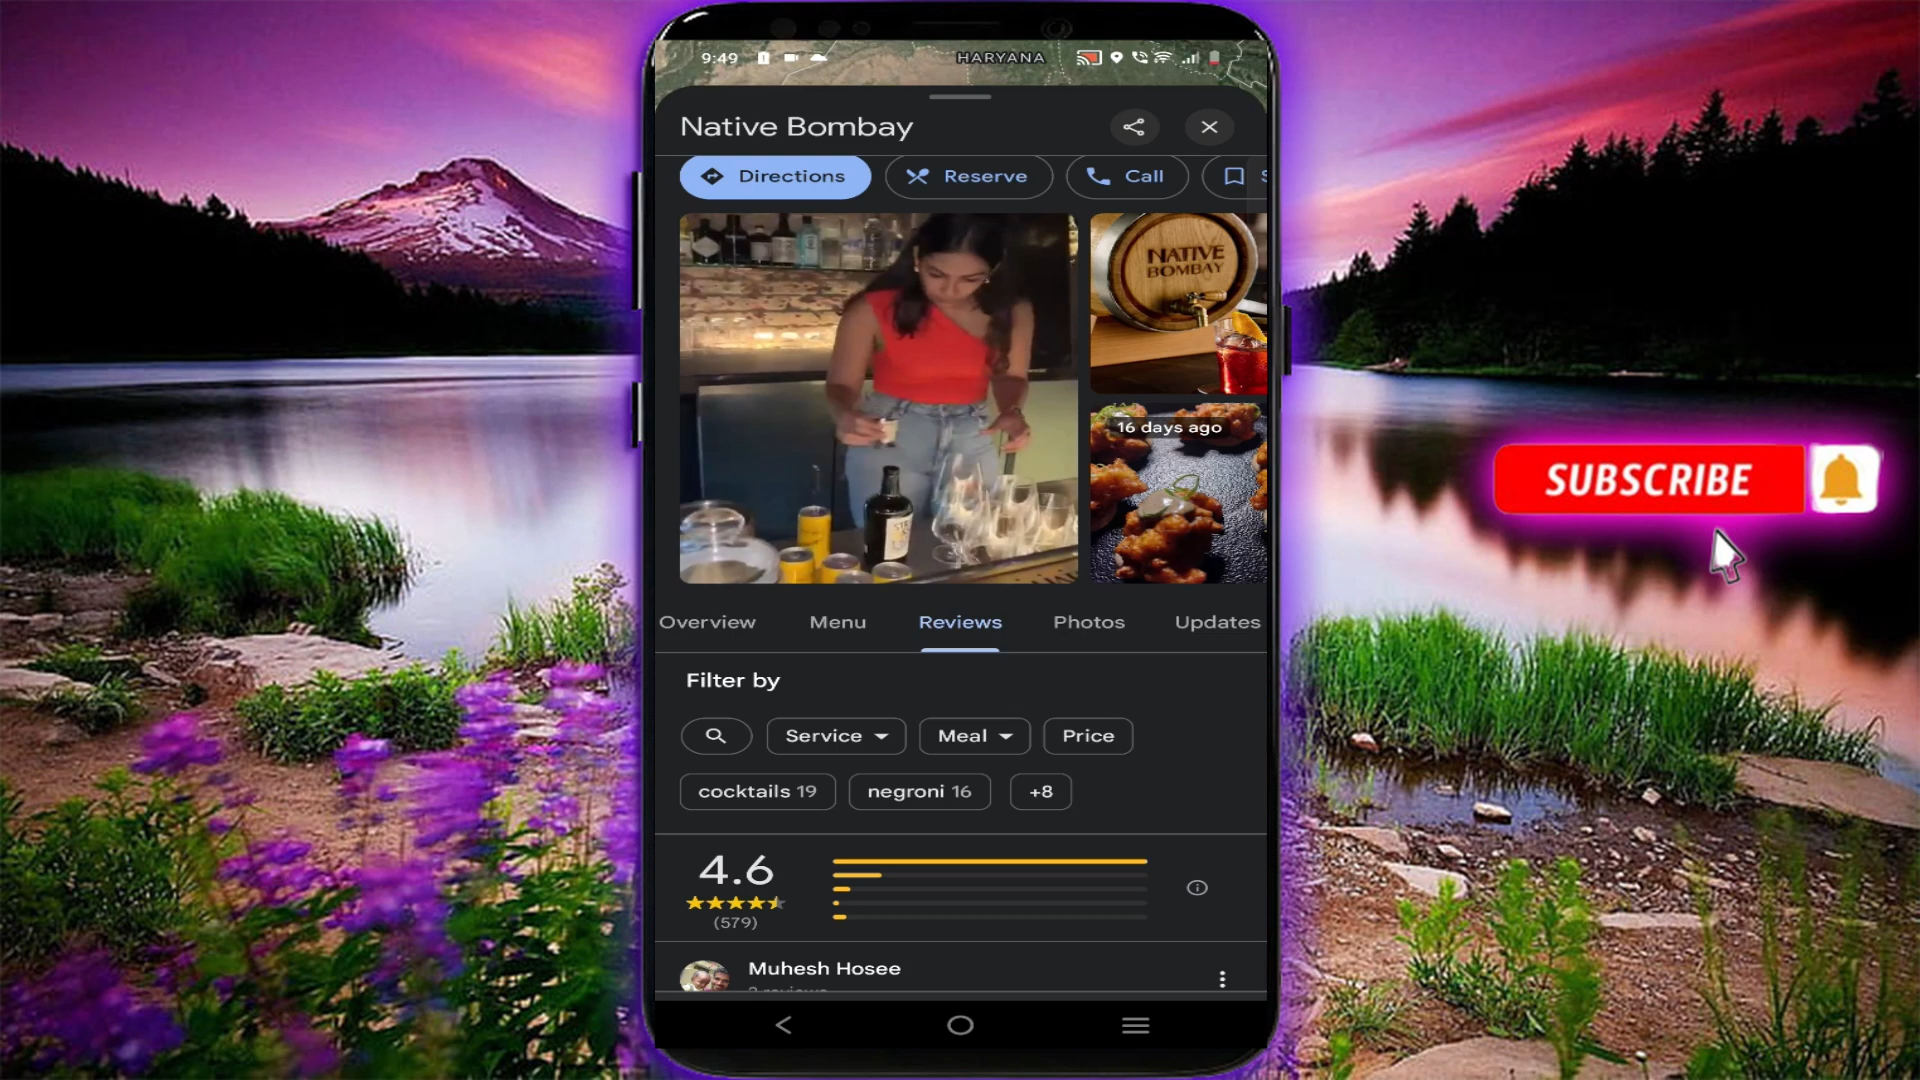 9:49
HARYANA
Native Bombay
Directions
Reserve
Call
NATIVE
BOMBAY
16 days ago
Overview
Menu
Reviews
Photos
Updates
Filter by
Service
Meal
Price
cocktails 19
negroni 16
+8
4.6
(579)
Muhesh Hosee
SUBSCRIBE